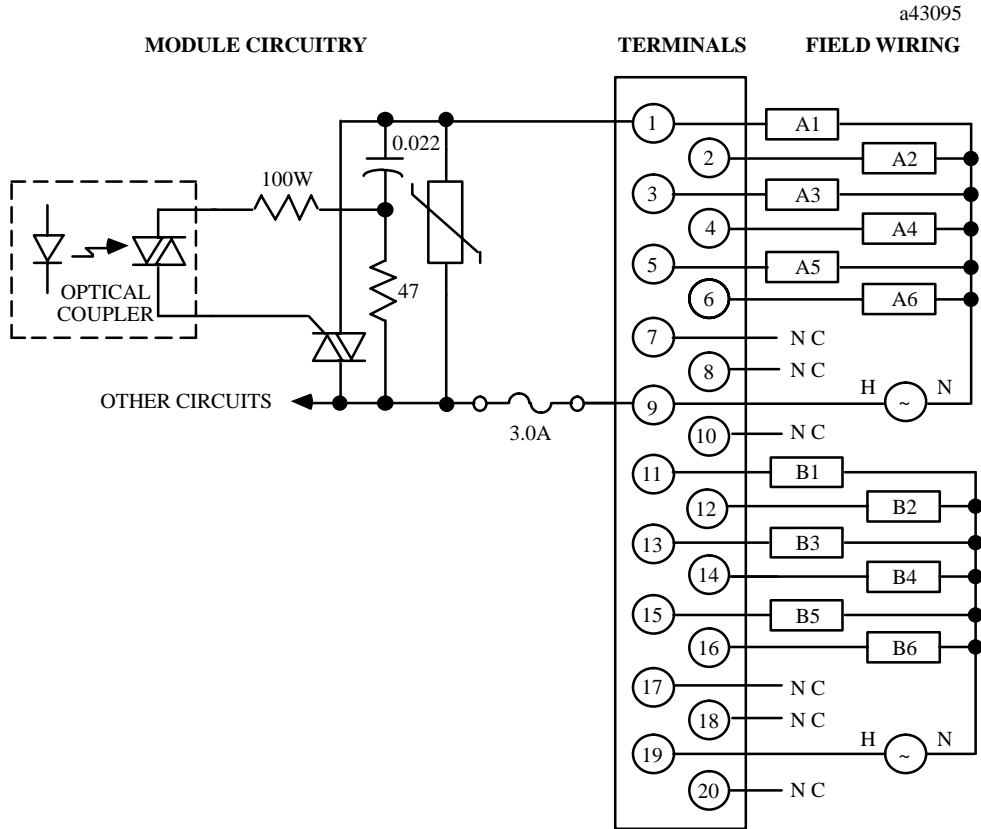 a43095
MODULE CIRCUITRY
TERMINALS
FIELD WIRING
1
A1
0.022
2
A2
100W
3
A3
4
A4
5
A5
47
OPTICAL
COUPLER
6
A6
7
N C
8
N C
OTHER CIRCUITS
3.0A
9
H
~
N
10
N C
11
B1
12
B2
13
B3
14
B4
15
B5
16
B6
17
N C
18
N C
19
H
~
N
20
N C